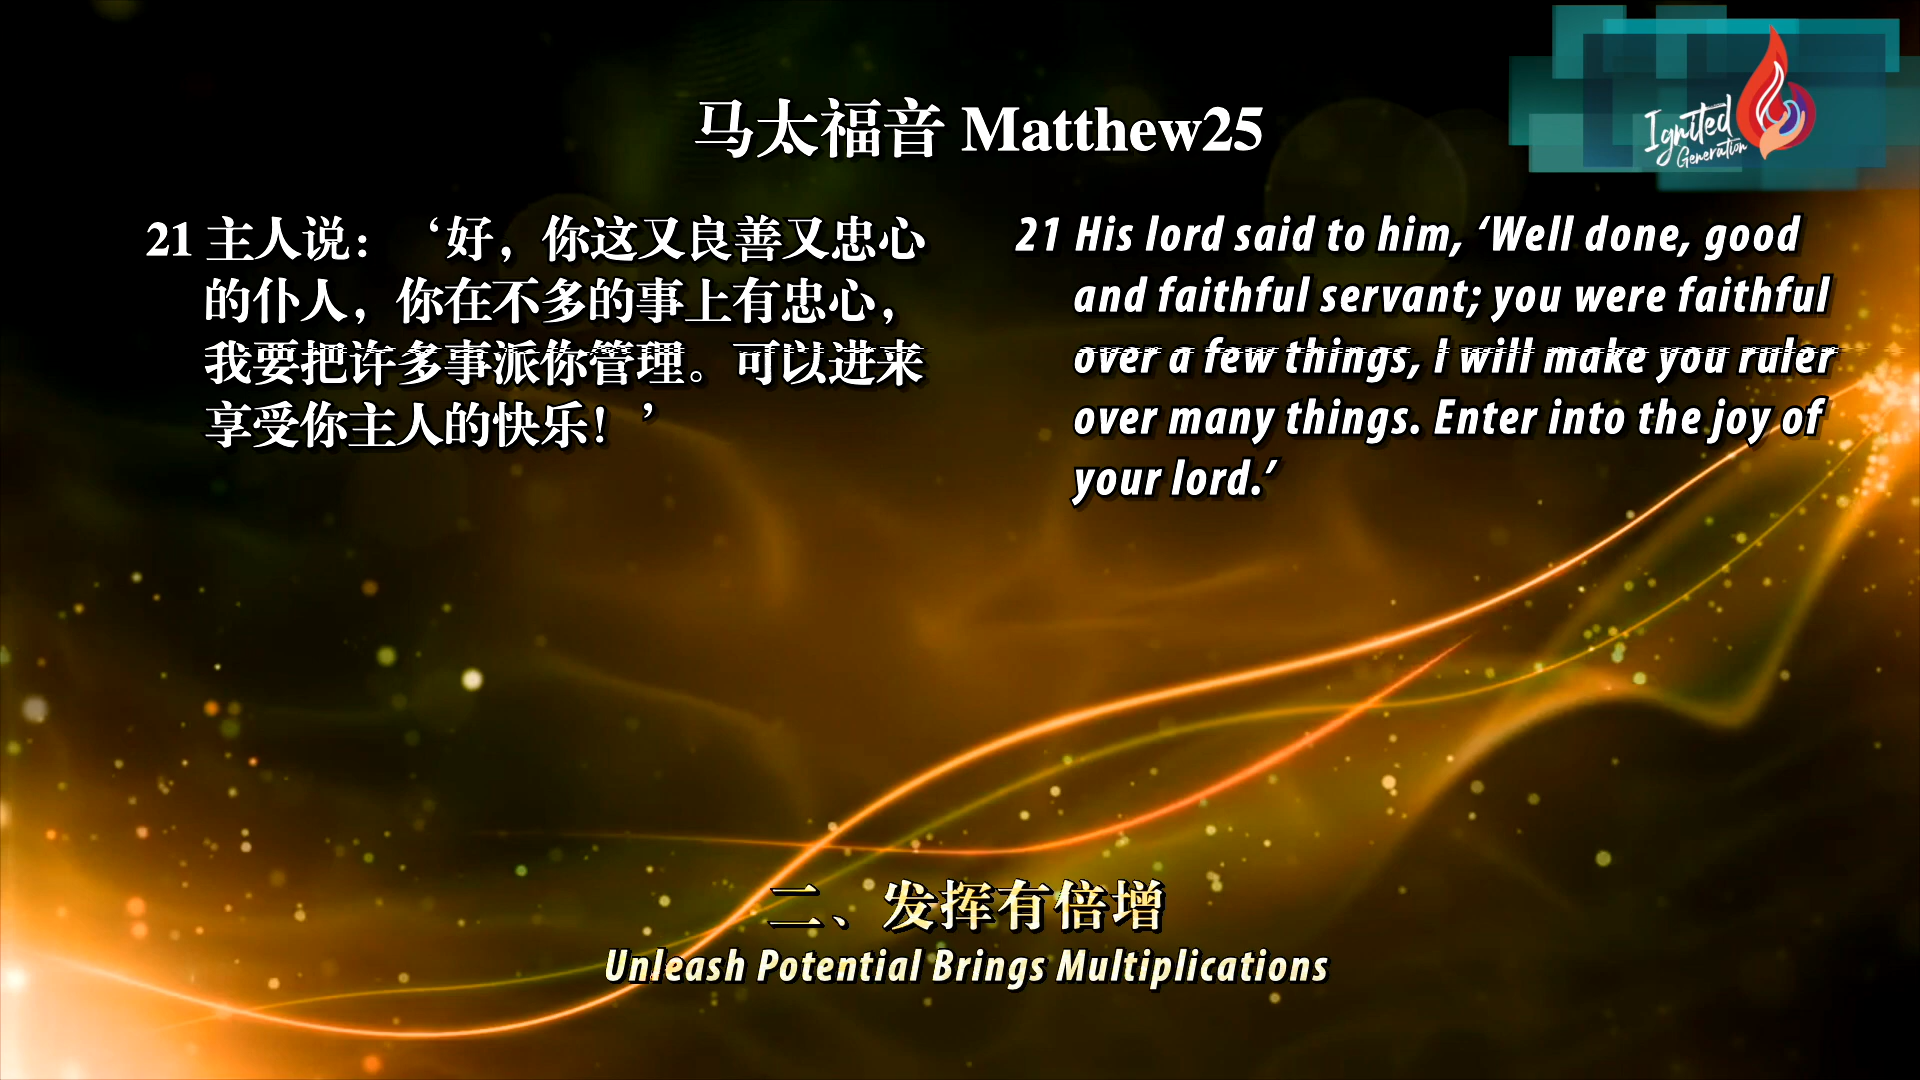 Ignited
Generation
马太福音 Matthew25
21 主人说：‘好，你这又良善又忠心
的仆人，你在不多的事上有忠心，
我要把许多事派你管理。可以进来
享受你主人的快乐！’
21 His lord said to him, ‘Well done, good
and faithful servant; you were faithful
over a few things, I will make you ruler
over many things. Enter into the joy of
your lord.’
二、发挥有倍增
Unleash Potential Brings Multiplications